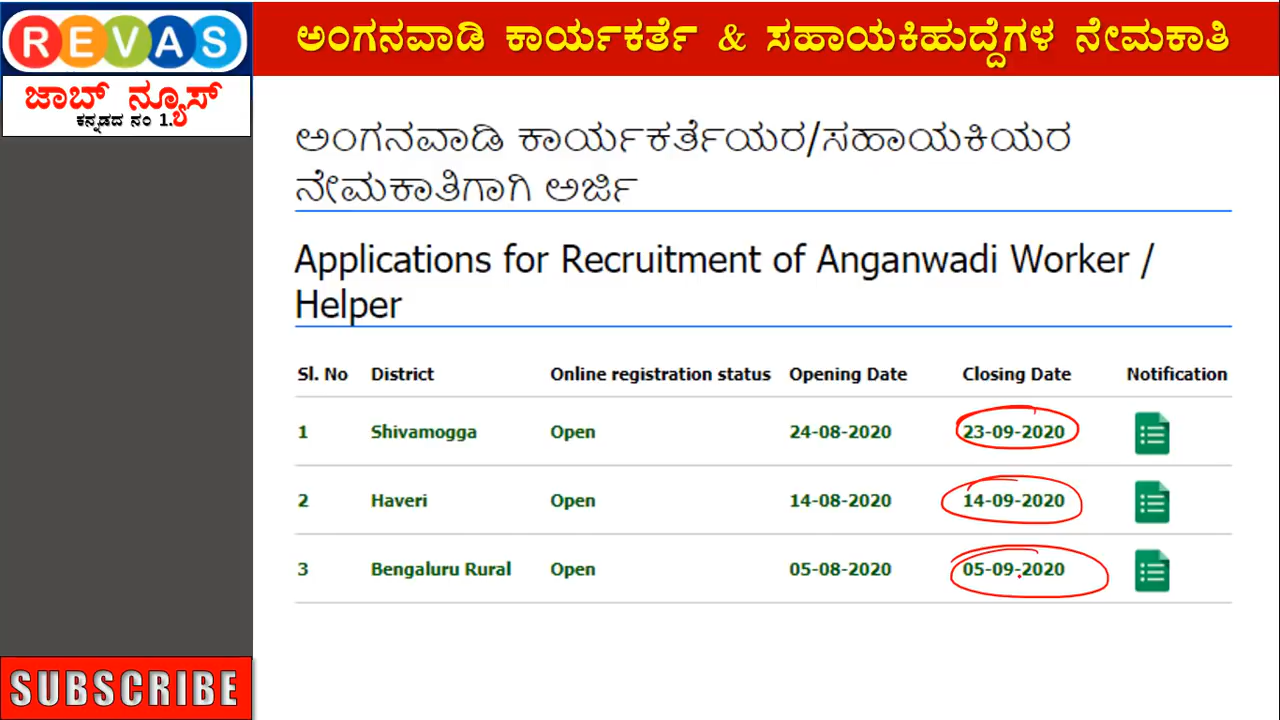 REVAS
ಜಾಬ್ ನ್ಯೂಸ್
ಕನ್ನಡದ ನಂ 1.
ಅಂಗನವಾಡಿ ಕಾರ್ಯಕರ್ತೆ & ಸಹಾಯಕಿಹುದ್ದೆಗಳ ನೇಮಕಾತಿ
ಅಂಗನವಾಡಿ ಕಾರ್ಯಕರ್ತೆಯರ/ಸಹಾಯಕಿಯರ
ನೇಮಕಾತಿಗಾಗಿ ಅರ್ಜಿ
Applications for Recruitment of Anganwadi Worker /
Helper
Sl. No District Online registration status Opening Date Closing Date Notification
1 Shivamogga Open 24-08-2020 23-09-2020
2 Haveri Open 14-08-2020 14-09-2020
3 Bengaluru Rural Open 05-08-2020 05-09-2020
SUBSCRIBE